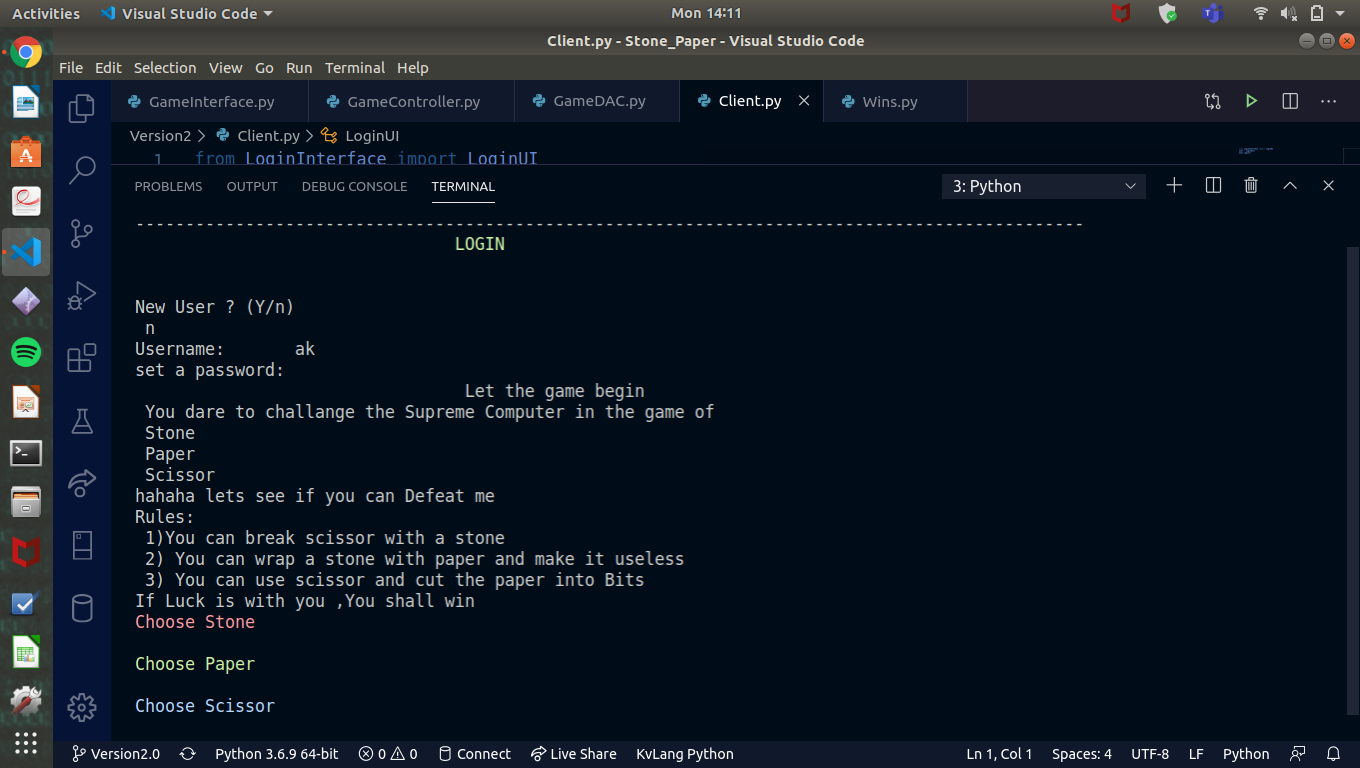 Activities Visual Studio Code Mon 14:11
Client.py - Stone_Paper - Visual Studio Code
File Edit Selection View Go Run Terminal Help
GameInterface.py GameController.py GameDAC.py Client.py Wins.py
Version2 > Client.py > LoginUI
1 from LoginInterface import LoginUI
PROBLEMS OUTPUT DEBUG CONSOLE TERMINAL 3: Python
-----------------------------------------------------------------------------------------------
LOGIN
New User ? (Y/n)
n
Username: ak
set a password:
Let the game begin
You dare to challange the Supreme Computer in the game of
Stone
Paper
Scissor
hahaha lets see if you can Defeat me
Rules:
1)You can break scissor with a stone
2) You can wrap a stone with paper and make it useless
3) You can use scissor and cut the paper into Bits
If Luck is with you ,You shall win
Choose Stone
Choose Paper
Choose Scissor
Version2.0 Python 3.6.9 64-bit 0 0 Connect Live Share KvLang Python Ln 1, Col 1 Spaces: 4 UTF-8 LF Python